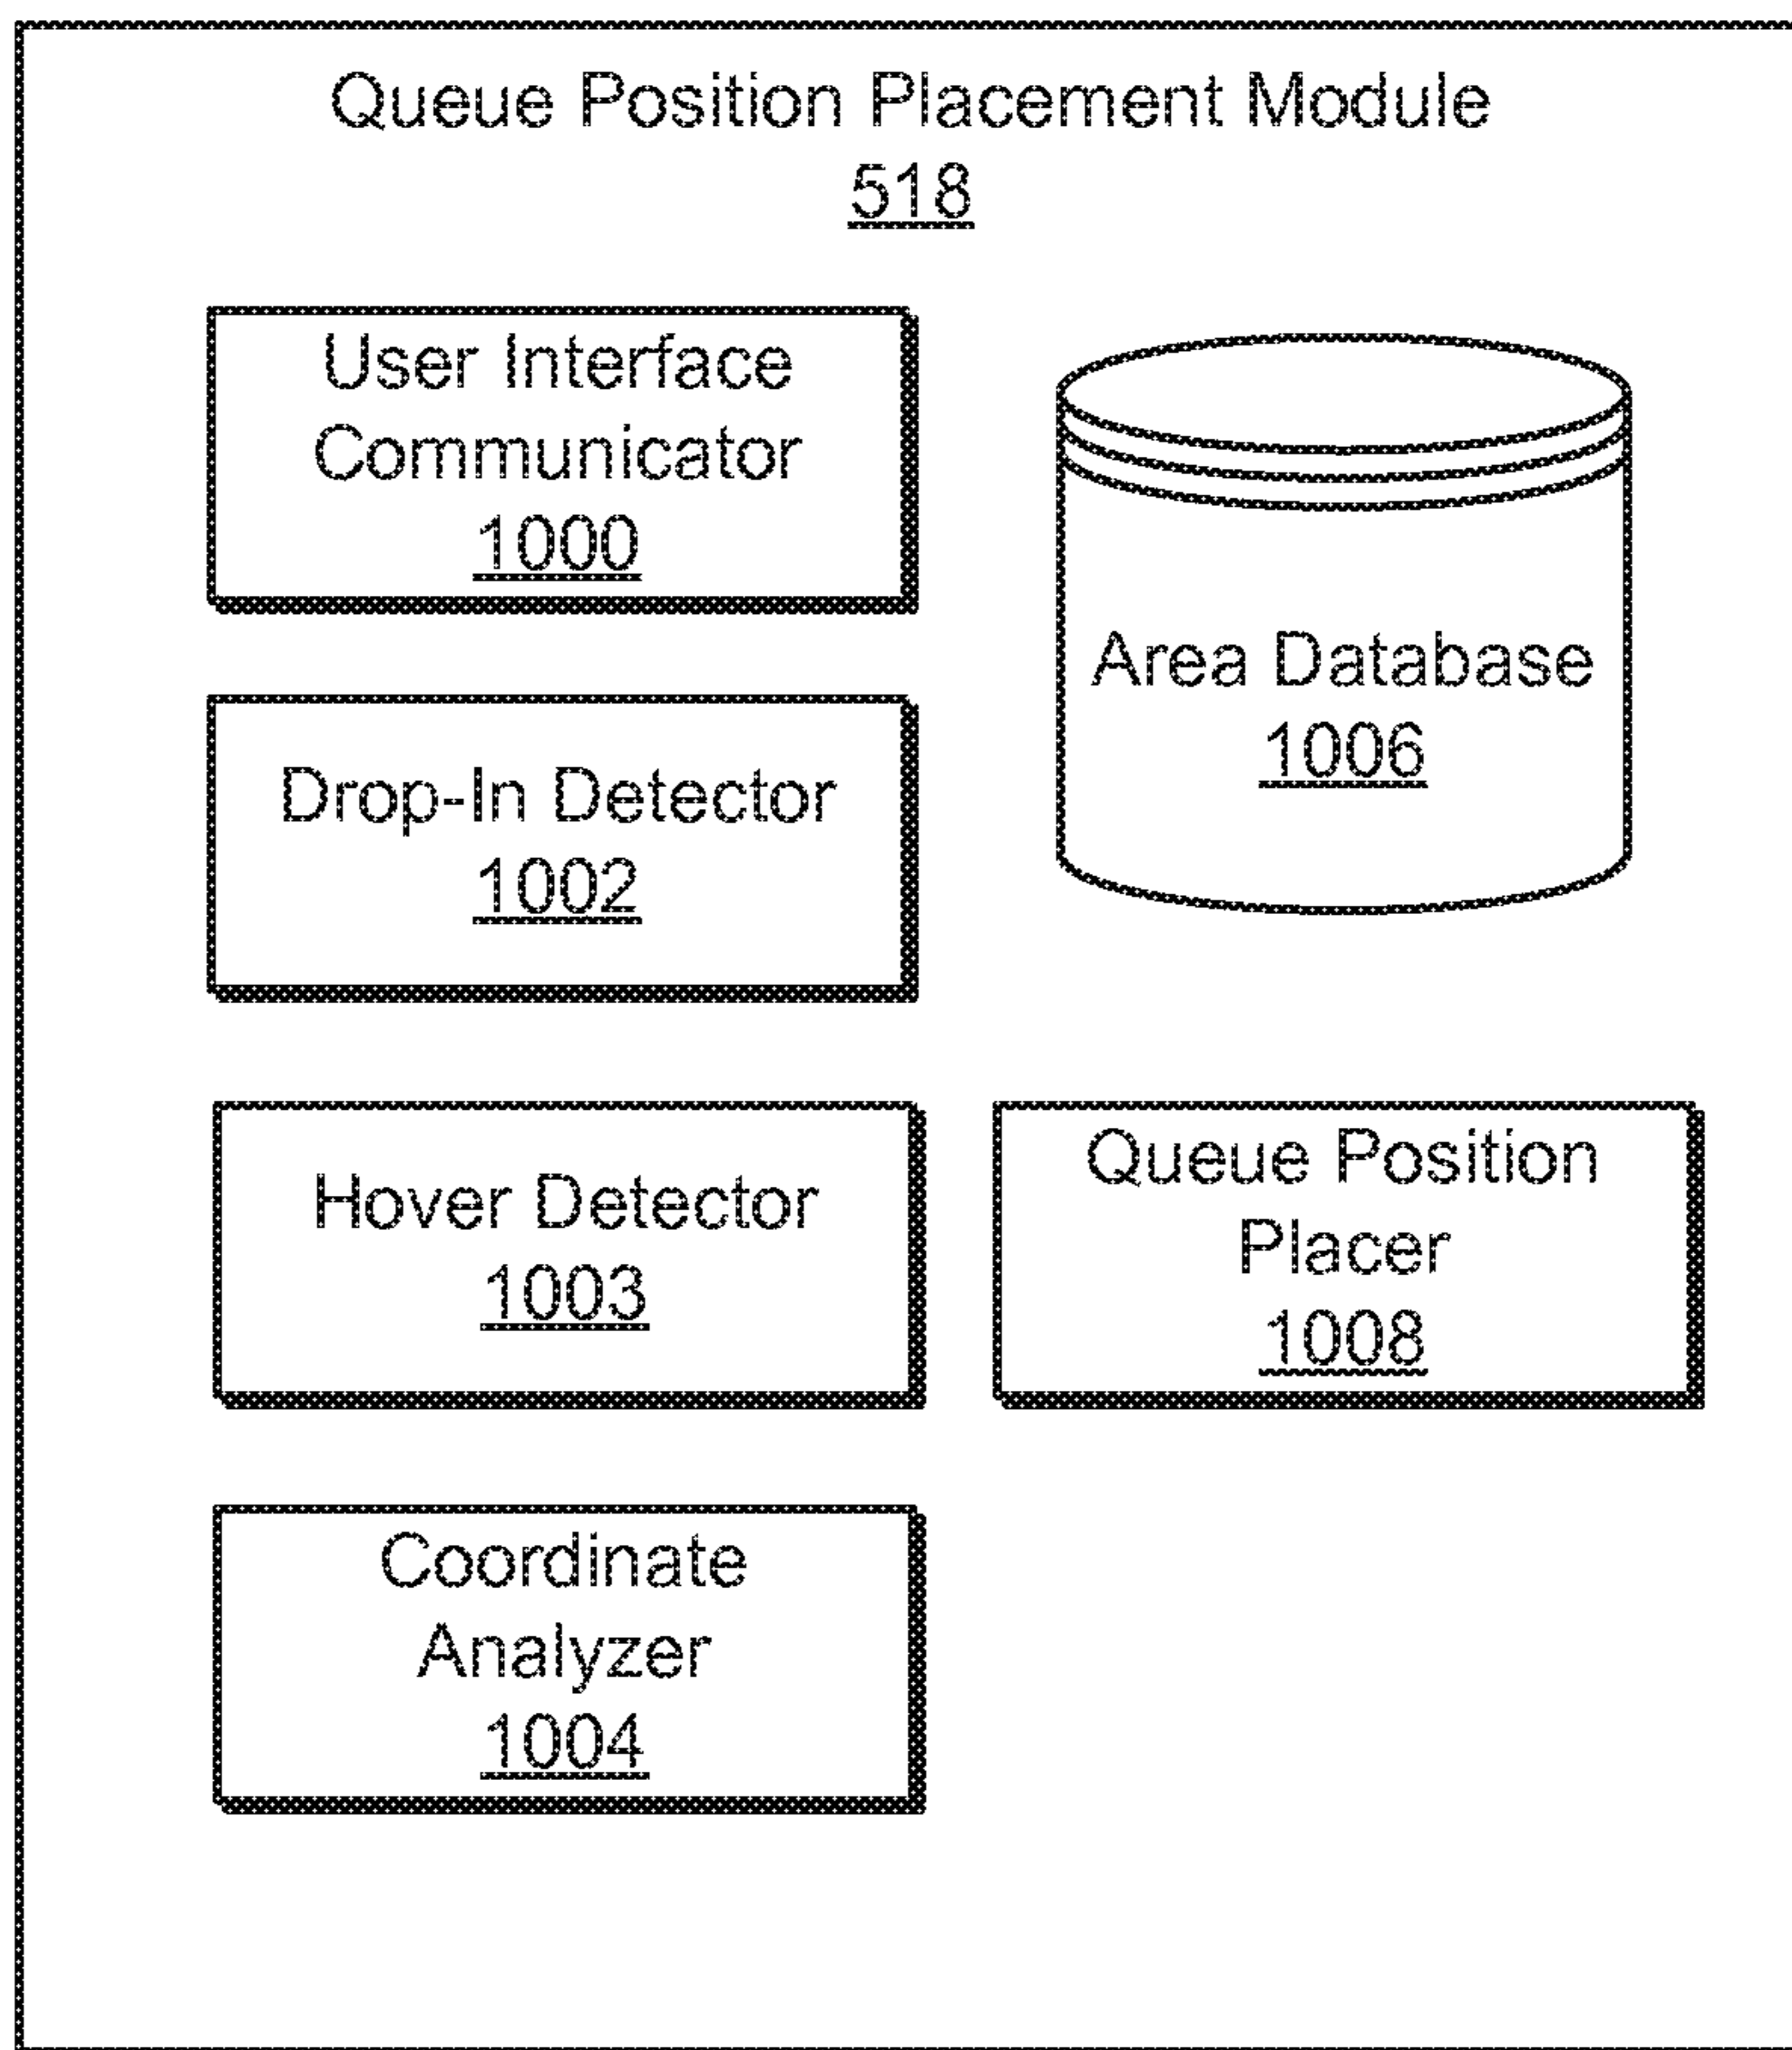 Queue Position Placement Module
518
User Interface
Communicator
1000
Area Database
1006
Drop-In Detector
1002
Hover Detector
1003
Queue Position
Placer
1008
Coordinate
Analyzer
1004